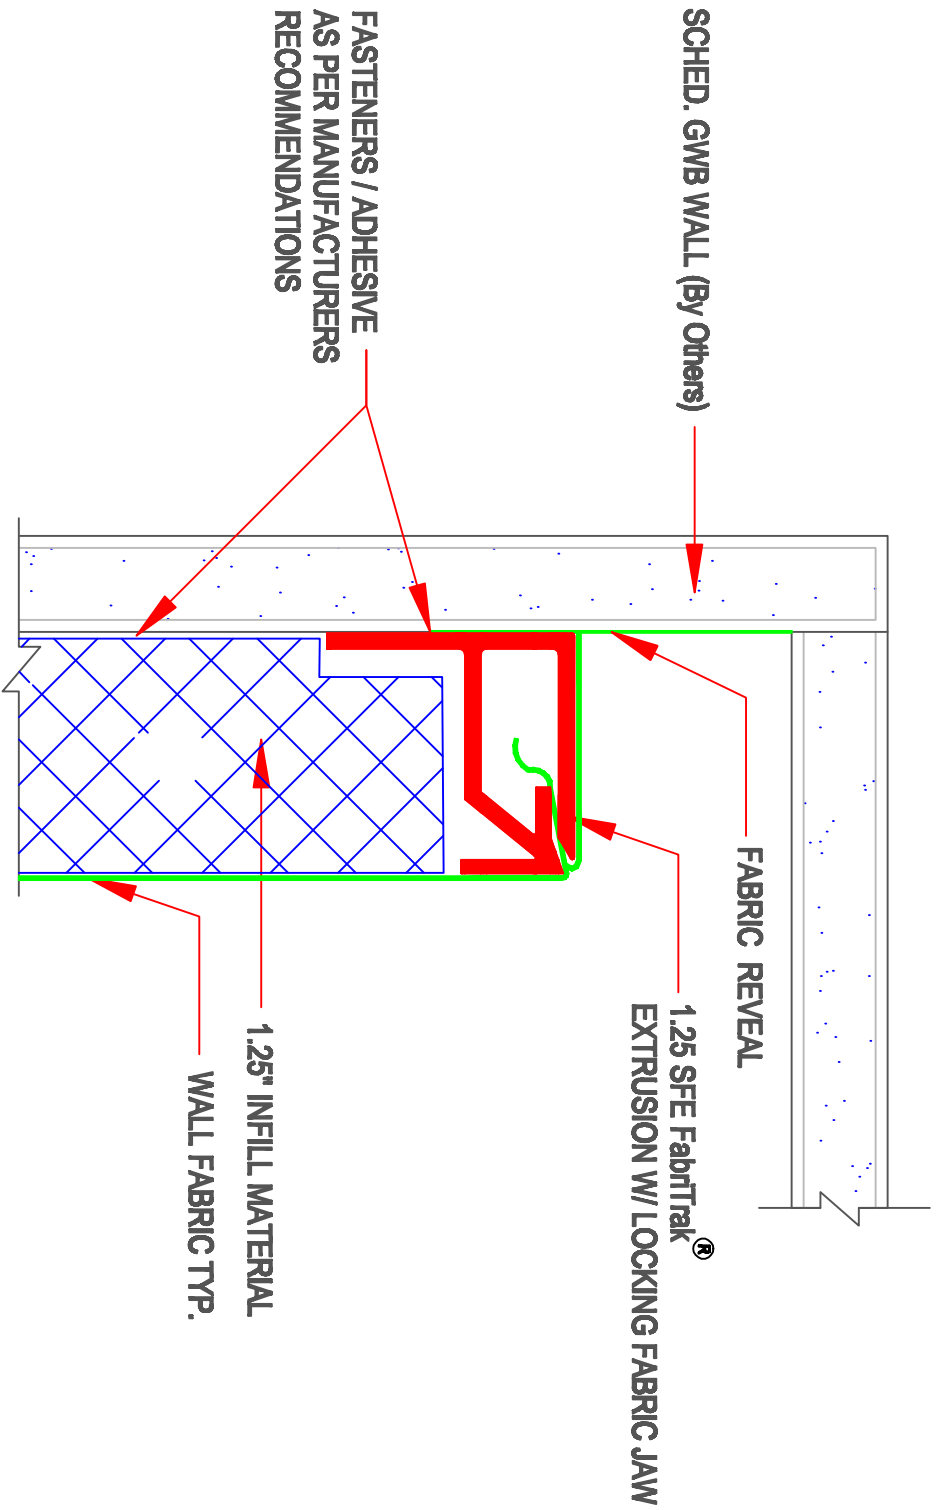 SCHED. GWB WALL (By Others)
FASTENERS / ADHESIVE
AS PER MANUFACTURERS
RECOMMENDATIONS
FABRIC REVEAL
1.25 SFE FabriTrak®
EXTRUSION W/ LOCKING FABRIC JAW
1.25" INFILL MATERIAL
WALL FABRIC TYP.